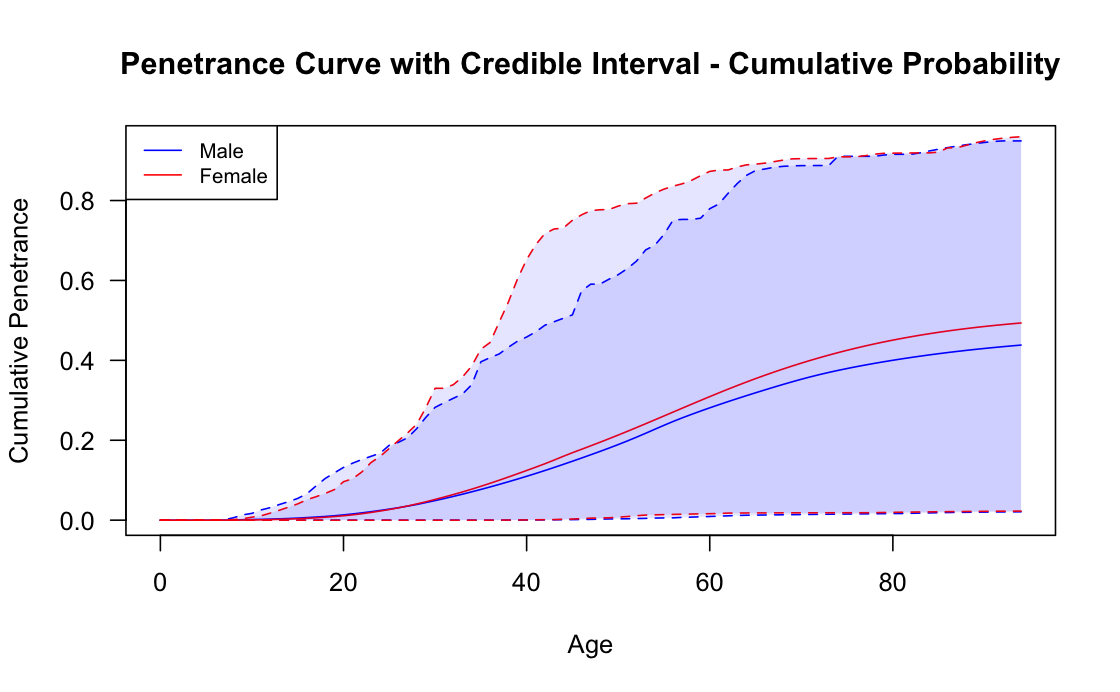 Penetrance Curve with Credible Interval - Cumulative Probability
Male
Female
Cumulative Penetrance
0.8
0.6
0.4
0.2
0.0
0 20 40 60 80
Age